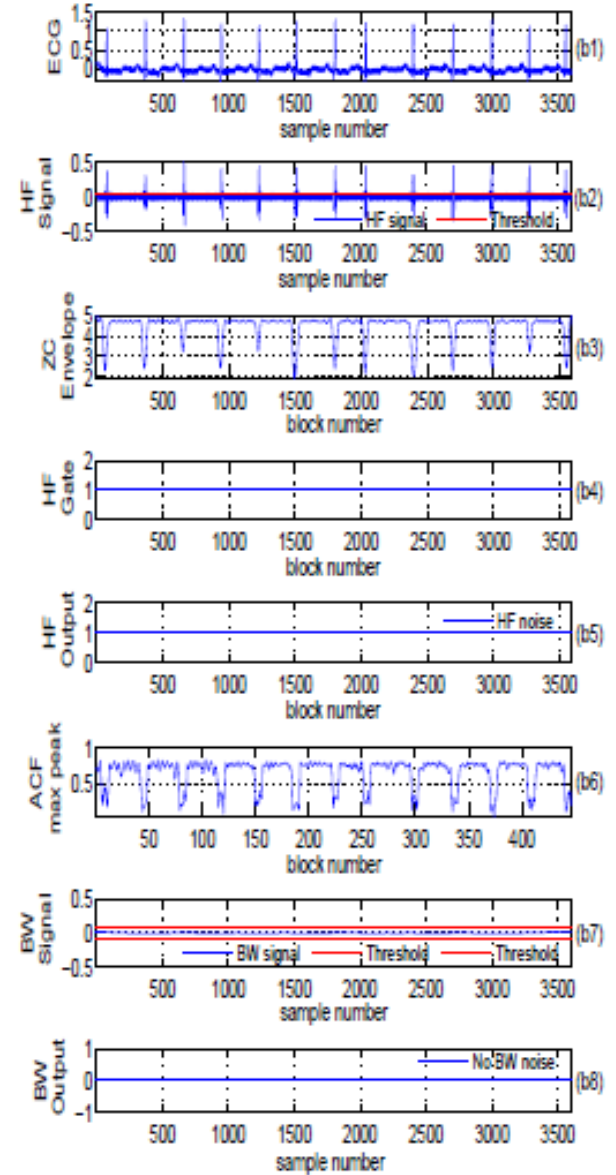 1.5
1
0.5
0
ECG
(b1)
500 1000 1500 2000 2500 3000 3500
sample number
0.5
0
−0.5
HF
Signal
HF signal Threshold
(b2)
500 1000 1500 2000 2500 3000 3500
sample number
5
4
3
2
ZC
Envelope
(b3)
500 1000 1500 2000 2500 3000 3500
block number
2
1
0
HF
Gate
(b4)
500 1000 1500 2000 2500 3000 3500
block number
2
1
0
HF
Output
HF noise
(b5)
500 1000 1500 2000 2500 3000 3500
block number
1
0.5
ACF
max peak
(b6)
50 100 150 200 250 300 350 400
block number
0.5
0
−0.5
BW
Signal
BW signal Threshold Threshold
(b7)
500 1000 1500 2000 2500 3000 3500
sample number
1
0
−1
BW
Output
No BW noise
(b8)
500 1000 1500 2000 2500 3000 3500
sample number